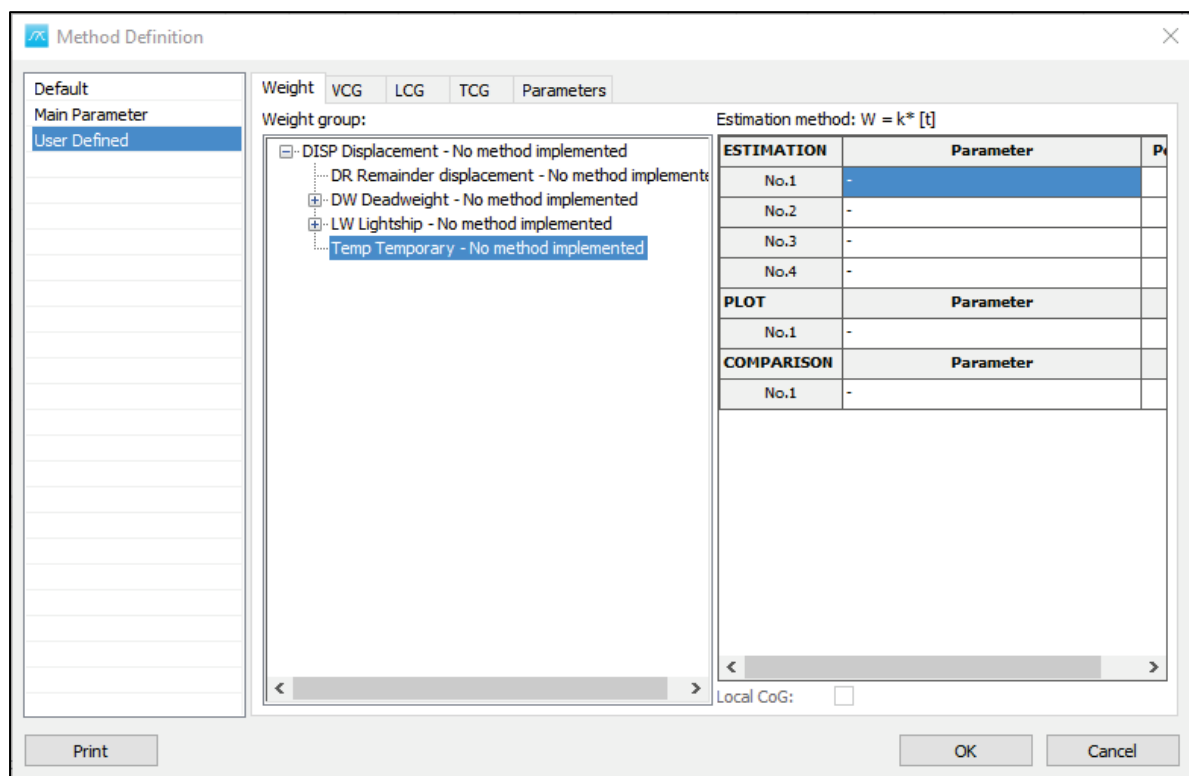 Method Definition
Default
Main Parameter
User Defined
Weight VCG LCG TCG Parameters
Weight group:
DISP Displacement - No method implemented
DR Remainder displacement - No method implemente
DW Deadweight - No method implemented
LW Lightship - No method implemented
Temp Temporary - No method implemented
Estimation method: W = k* [t]
ESTIMATION Parameter
No.1 -
No.2 -
No.3 -
No.4 -
PLOT Parameter
No.1 -
COMPARISON Parameter
No.1 -
Local CoG:
Print OK Cancel